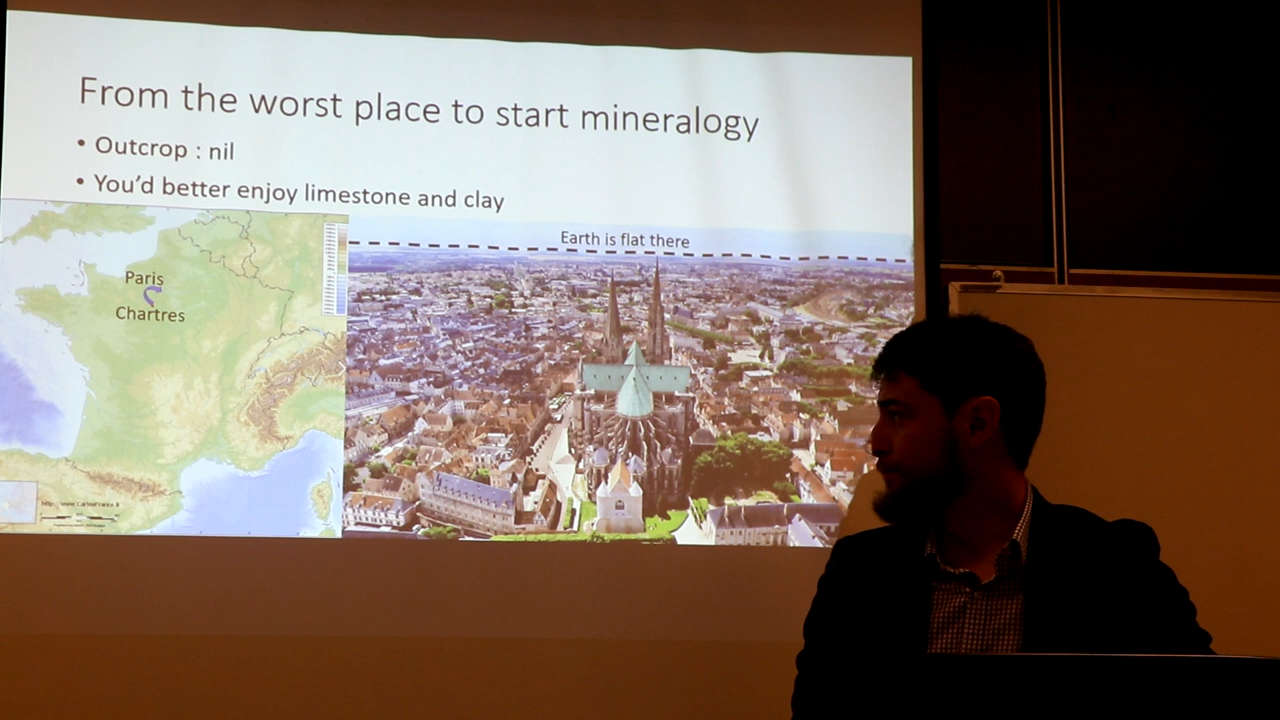 From the worst place to start mineralogy
• Outcrop : nil
• You'd better enjoy limestone and clay
Earth is flat there
Paris
Chartres